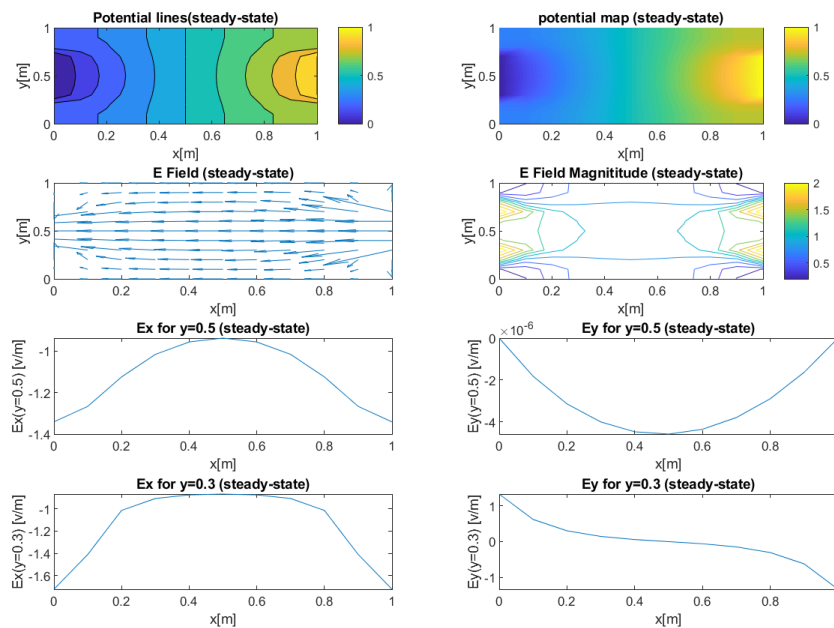 Potential lines(steady-state)
y[m]
1
0.5
0
0 0.2 0.4 0.6 0.8 1
x[m]
1
0.5
0
potential map (steady-state)
y[m]
1
0.5
0
0 0.2 0.4 0.6 0.8 1
x[m]
1
0.5
0
E Field (steady-state)
y[m]
1
0.5
0
0 0.2 0.4 0.6 0.8 1
x[m]
E Field Magnititude (steady-state)
y[m]
1
0.5
0
0 0.2 0.4 0.6 0.8 1
x[m]
2
1.5
1
0.5
Ex for y=0.5 (steady-state)
Ex(y=0.5) [v/m]
-1
-1.2
-1.4
0 0.2 0.4 0.6 0.8 1
x[m]
Ey for y=0.5 (steady-state)
×10⁻⁶
Ey(y=0.5) [v/m]
0
-2
-4
0 0.2 0.4 0.6 0.8
x[m]
Ex for y=0.3 (steady-state)
Ex(y=0.3) [v/m]
-1
-1.2
-1.4
-1.6
0 0.2 0.4 0.6 0.8 1
x[m]
Ey for y=0.3 (steady-state)
Ey(y=0.3) [v/m]
1
0
-1
0 0.2 0.4 0.6 0.8 1
x[m]